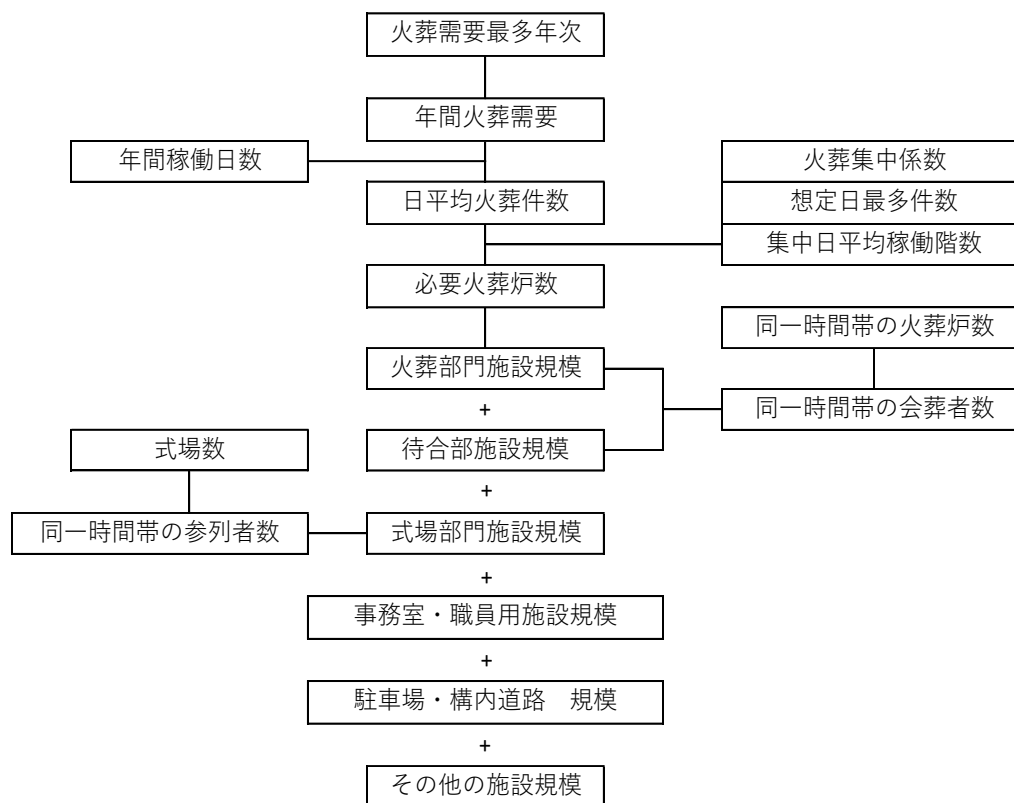 火葬需要最多年次
年間火葬需要
年間稼働日数
火葬集中係数
日平均火葬件数
想定日最多件数
集中日平均稼働階数
必要火葬炉数
同一時間帯の火葬炉数
火葬部門施設規模
+
同一時間帯の会葬者数
式場数
待合部施設規模
+
同一時間帯の参列者数
式場部門施設規模
+
事務室・職員用施設規模
+
駐車場・構内道路　規模
+
その他の施設規模